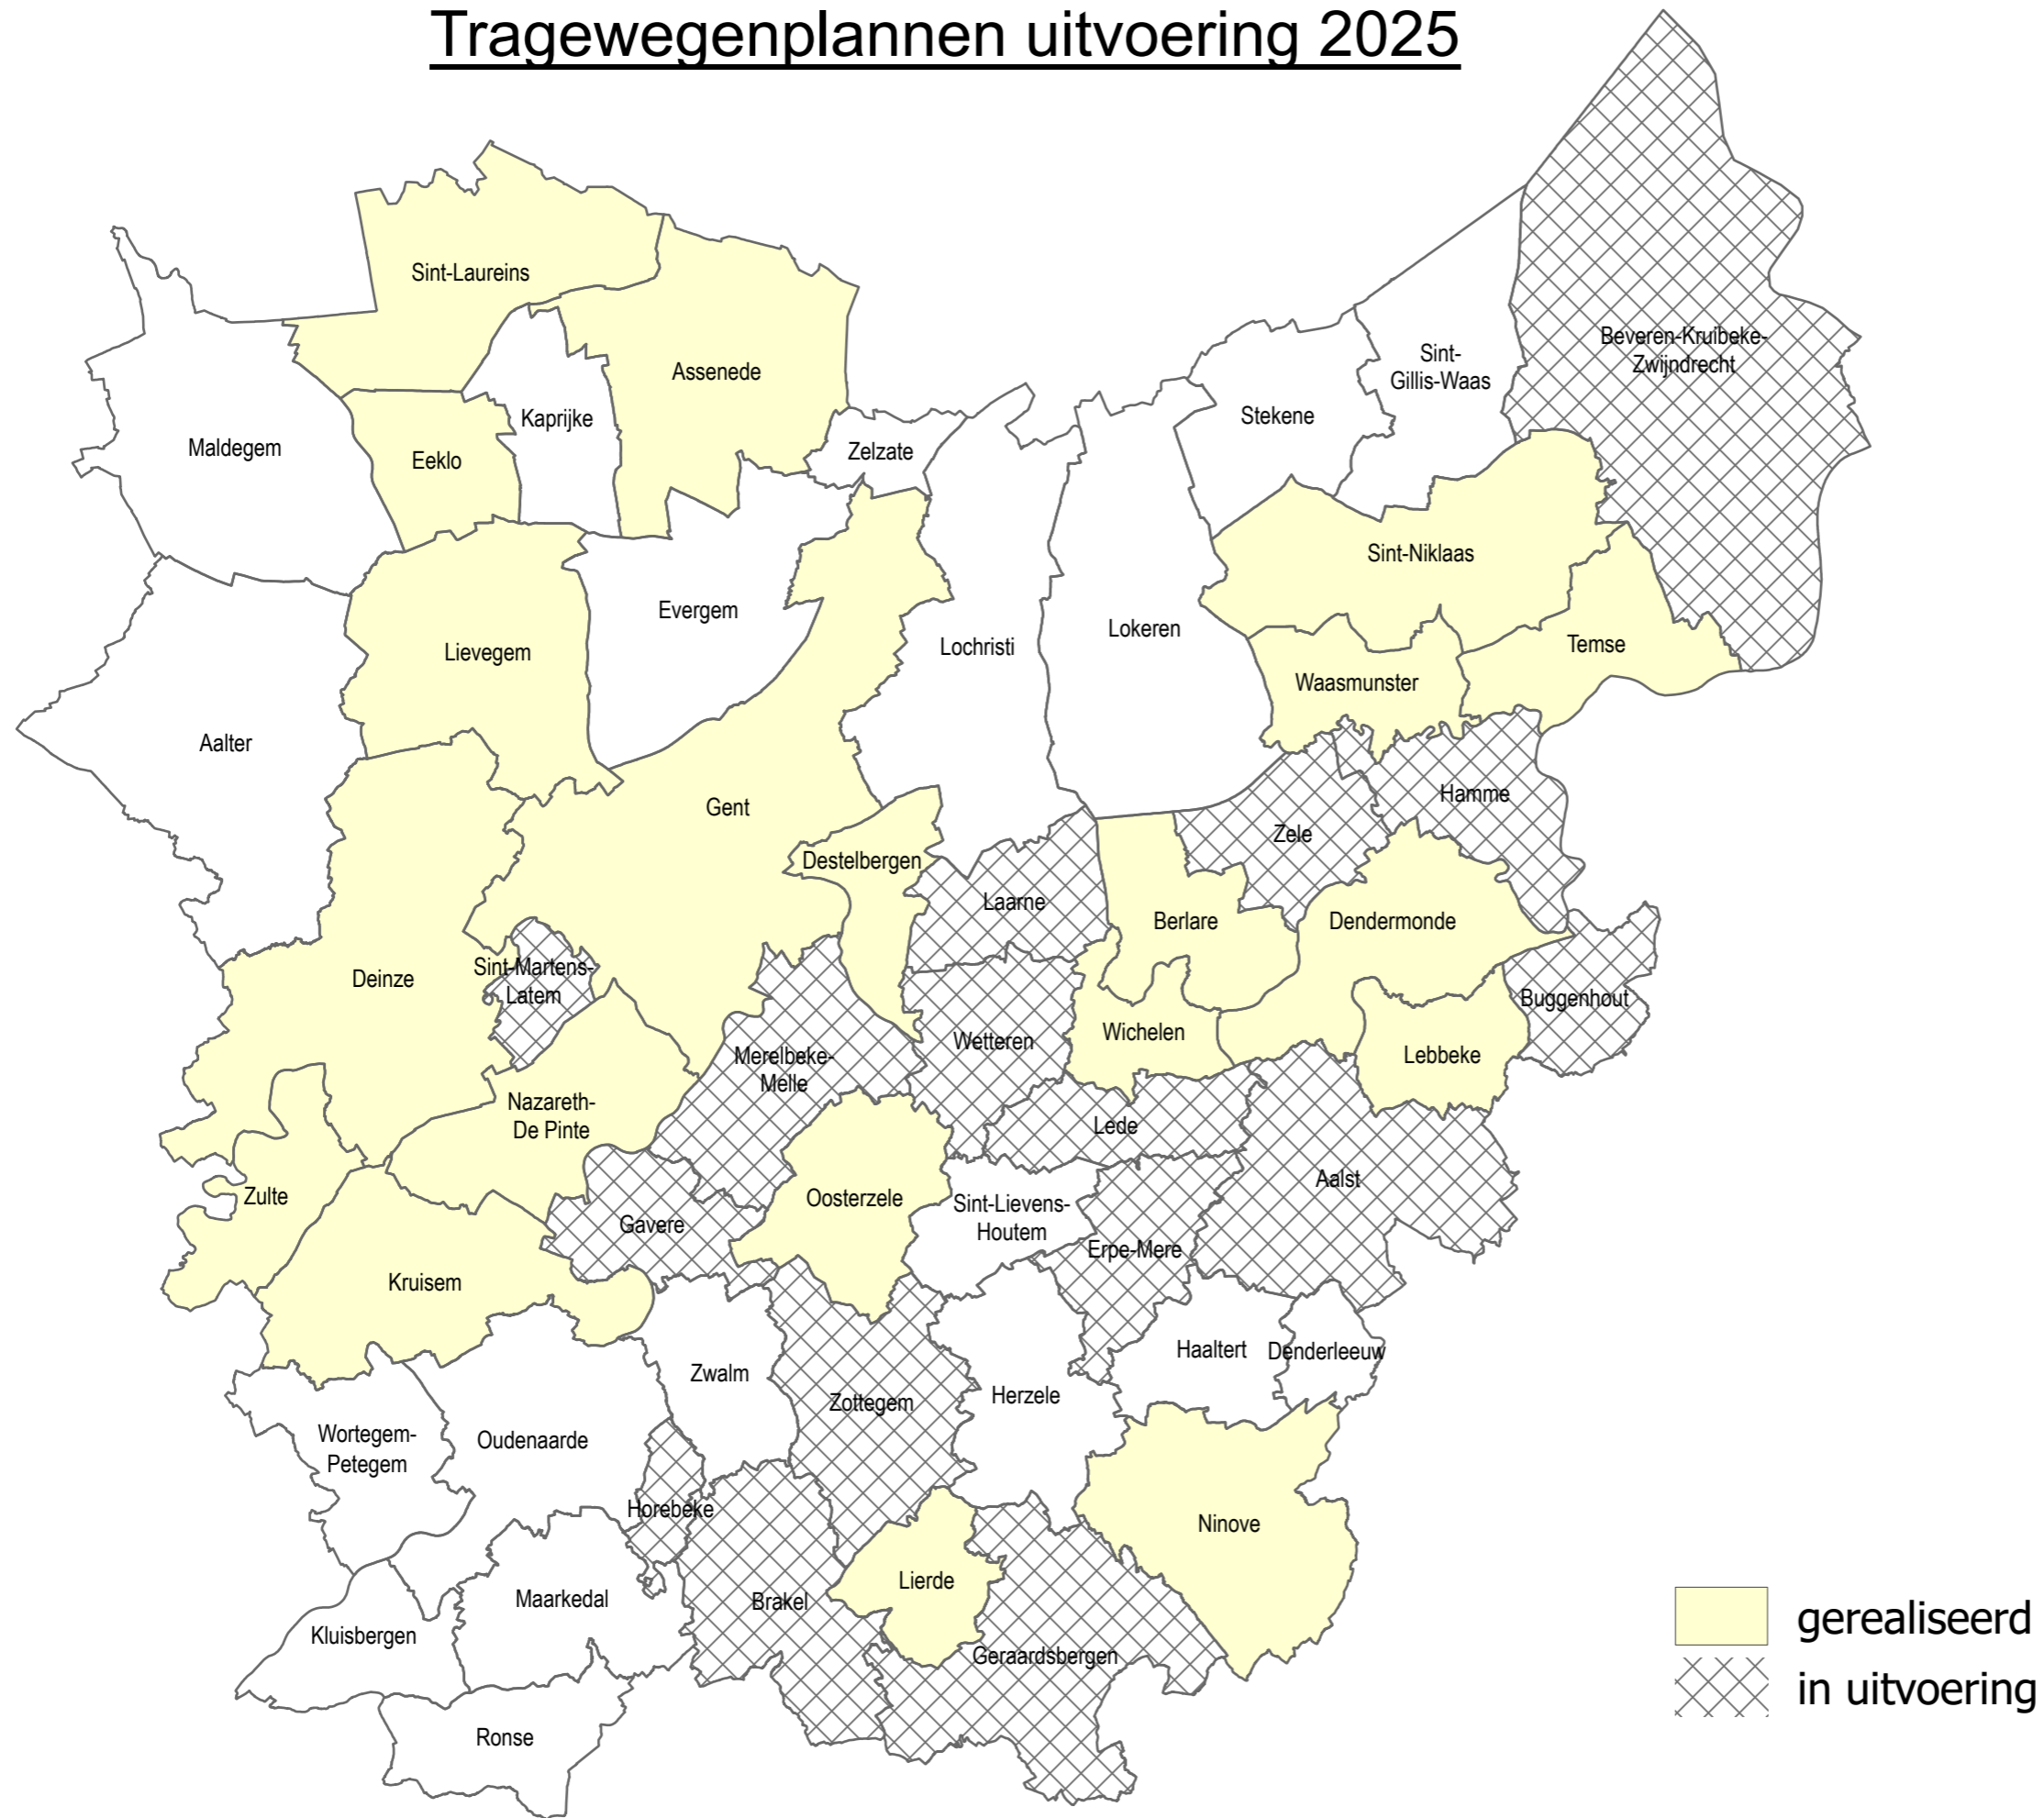 Tragewegenplannen uitvoering 2025
Sint-Laureins
Assenede
Kaprijke
Maldegem
Eeklo
Zelzate
Stekene
Sint-
Gillis-Waas
Beveren-Kruibeke-
Zwijndrecht
Sint-Niklaas
Evergem
Lievegem
Lochristi
Lokeren
Temse
Waasmunster
Aalter
Gent
Hamme
Zele
Destelbergen
Laarne
Berlare
Dendermonde
Deinze
Sint-Martens-
Latem
Buggenhout
Wichelen
Wetteren
Merelbeke-
Melle
Lebbeke
Nazareth-
De Pinte
Lede
Aalst
Zulte
Oosterzele
Sint-Lievens-
Houtem
Gavere
Erpe-Mere
Kruisem
Haaltert
Denderleeuw
Zwalm
Zottegem
Herzele
Wortegem-
Petegem
Oudenaarde
Horebeke
Ninove
Lierde
Maarkedal
Brakel
Kluisbergen
Geraardsbergen
Ronse
gerealiseerd
in uitvoering